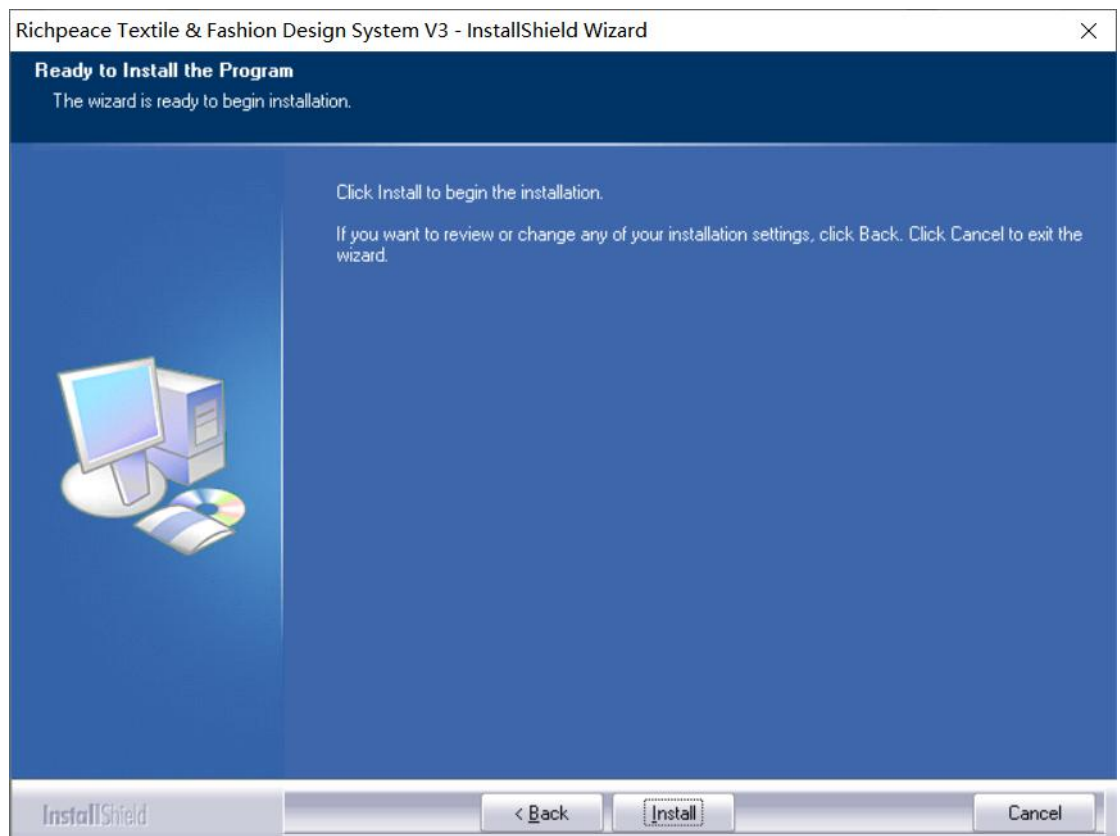 Richpeace Textile & Fashion Design System V3 - InstallShield Wizard
Ready to Install the Program
The wizard is ready to begin installation.
Click Install to begin the installation.
If you want to review or change any of your installation settings, click Back. Click Cancel to exit the
wizard.
InstallShield
< Back
Install
Cancel